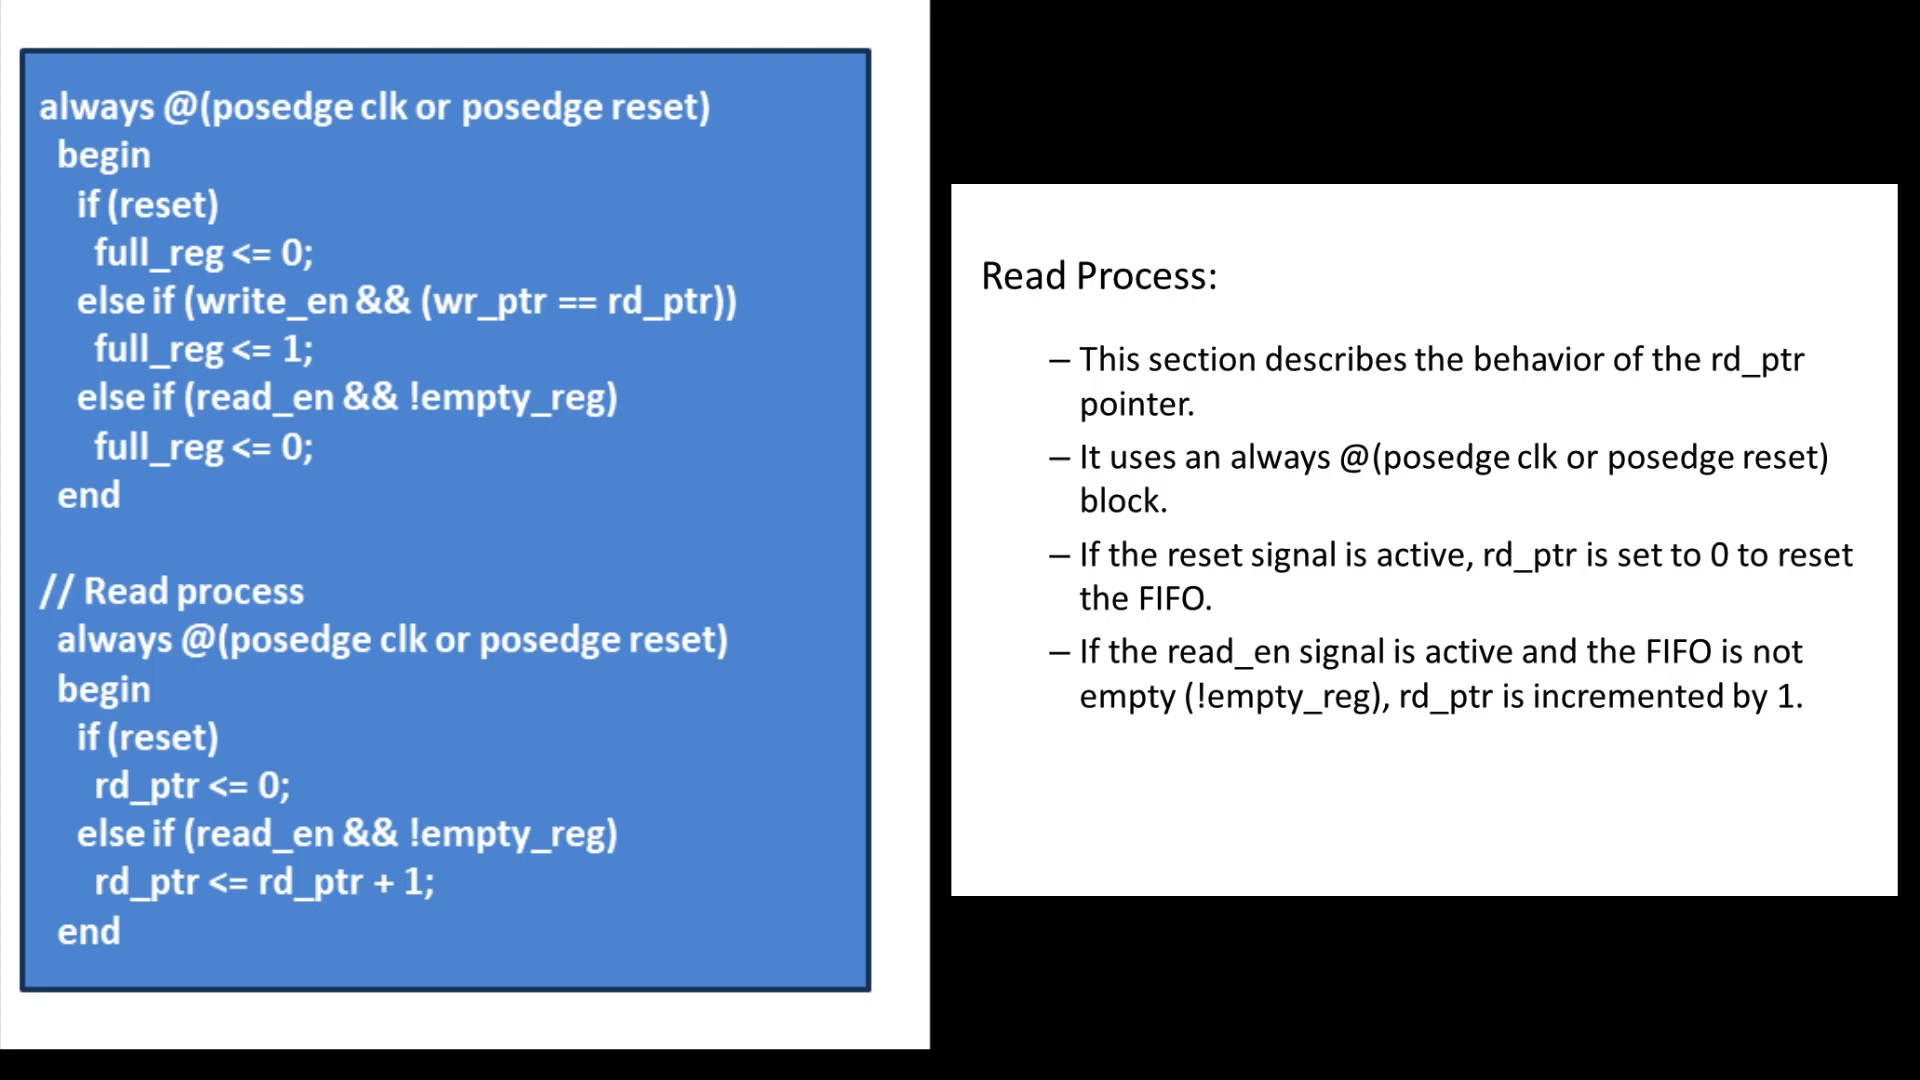 always @(posedge clk or posedge reset)
begin
if (reset)
full_reg <= 0;
else if (write_en && (wr_ptr == rd_ptr))
full_reg <= 1;
else if (read_en && !empty_reg)
full_reg <= 0;
end
// Read process
always @(posedge clk or posedge reset)
begin
if (reset)
rd_ptr <= 0;
else if (read_en && !empty_reg)
rd_ptr <= rd_ptr + 1;
end
Read Process:
– This section describes the behavior of the rd_ptr
pointer.
– It uses an always @(posedge clk or posedge reset)
block.
– If the reset signal is active, rd_ptr is set to 0 to reset
the FIFO.
– If the read_en signal is active and the FIFO is not
empty (!empty_reg), rd_ptr is incremented by 1.